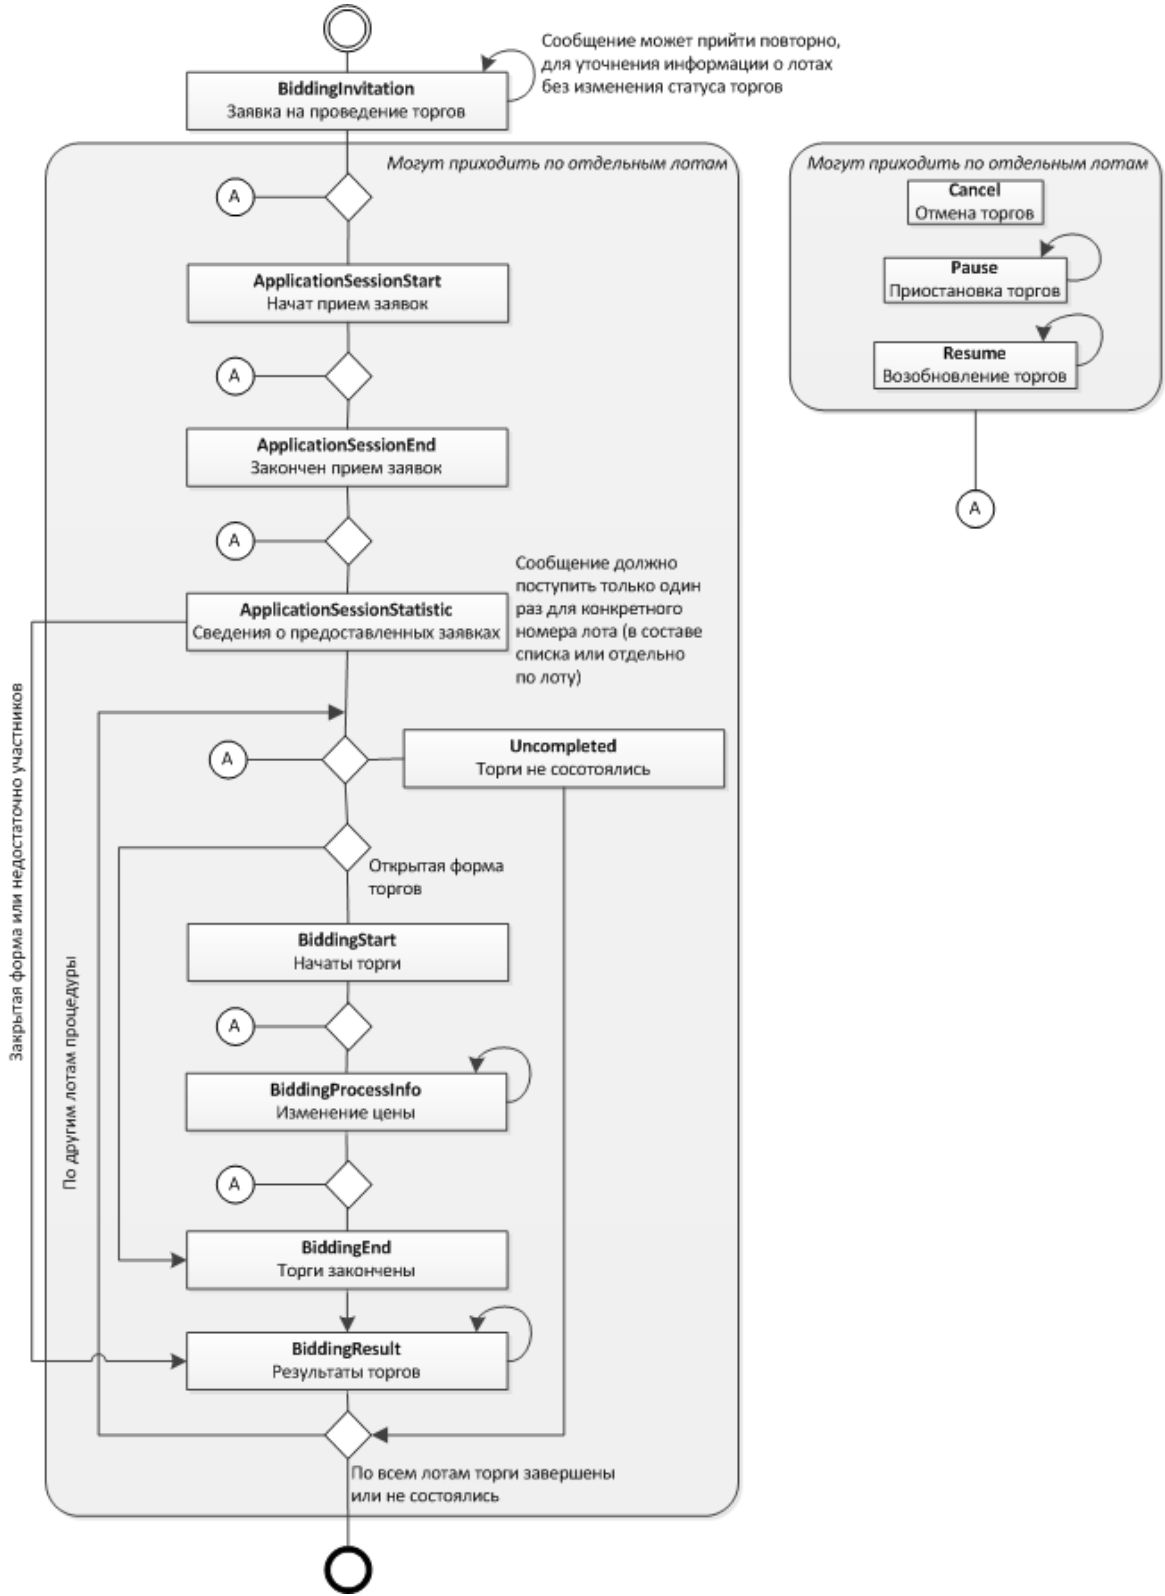 Сообщение может прийти повторно,
для уточнения информации о лотах
без изменения статуса торгов
BiddingInvitation
Заявка на проведение торгов
Могут приходить по отдельным лотам
A
ApplicationSessionStart
Начат прием заявок
A
ApplicationSessionEnd
Закончен прием заявок
A
Сообщение должно
поступить только один
раз для конкретного
номера лота (в составе
списка или отдельно
по лоту)
ApplicationSessionStatistic
Сведения о предоставленных заявках
Закрытая форма или недостаточно участников
По другим лотам процедуры
A
Uncompleted
Торги не сосотоялись
Открытая форма
торгов
BiddingStart
Начаты торги
A
BiddingProcessInfo
Изменение цены
A
BiddingEnd
Торги закончены
BiddingResult
Результаты торгов
По всем лотам торги завершены
или не состоялись
Могут приходить по отдельным лотам
Cancel
Отмена торгов
Pause
Приостановка торгов
Resume
Возобновление торгов
A